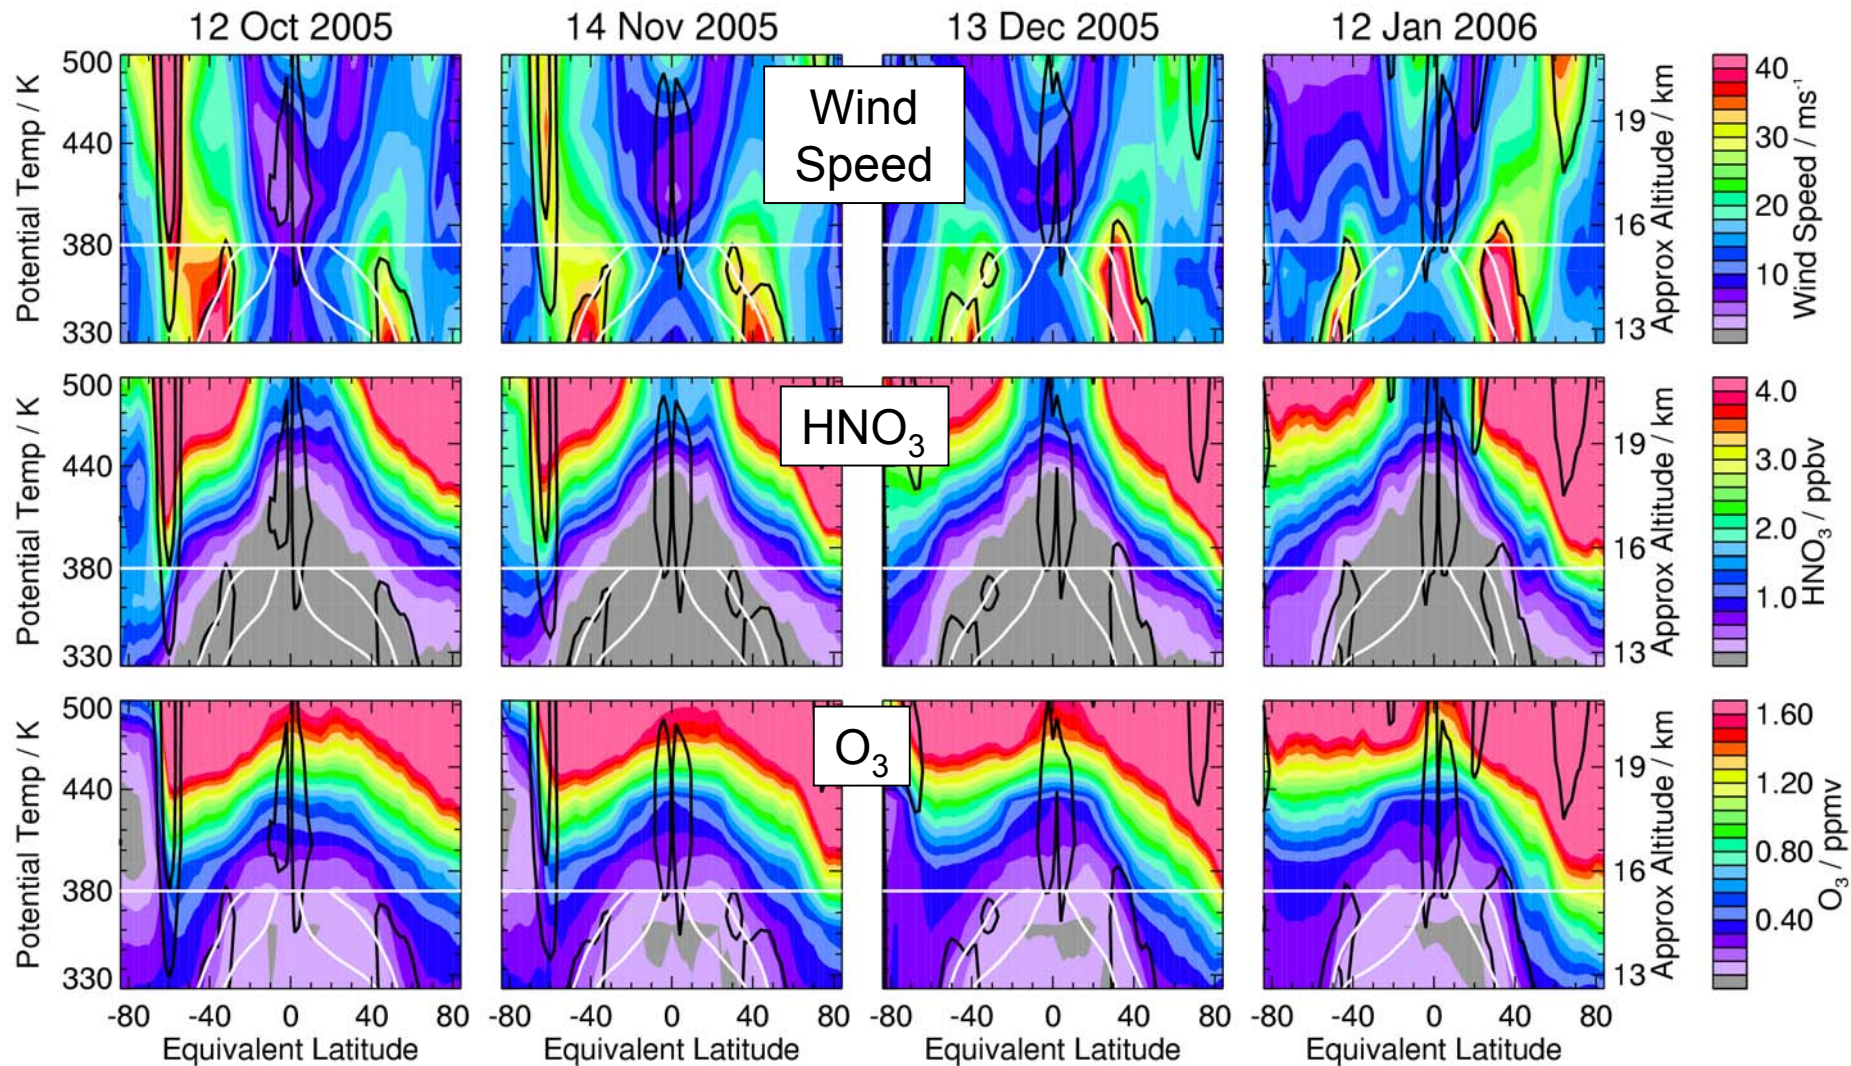 12 Oct 2005
14 Nov 2005
13 Dec 2005
12 Jan 2006
Potential Temp / K
500
440
380
330
Wind
Speed
19
16
13
Approx Altitude / km
40
30
20
10
Wind Speed / ms⁻¹
Potential Temp / K
500
440
380
330
HNO₃
19
16
13
Approx Altitude / km
4.0
3.0
2.0
1.0
HNO₃ / ppbv
Potential Temp / K
500
440
380
330
O₃
19
16
13
Approx Altitude / km
1.60
1.20
0.80
0.40
O₃ / ppmv
-80 -40 0 40 80
-80 -40 0 40 80
-80 -40 0 40 80
-80 -40 0 40 80
Equivalent Latitude
Equivalent Latitude
Equivalent Latitude
Equivalent Latitude